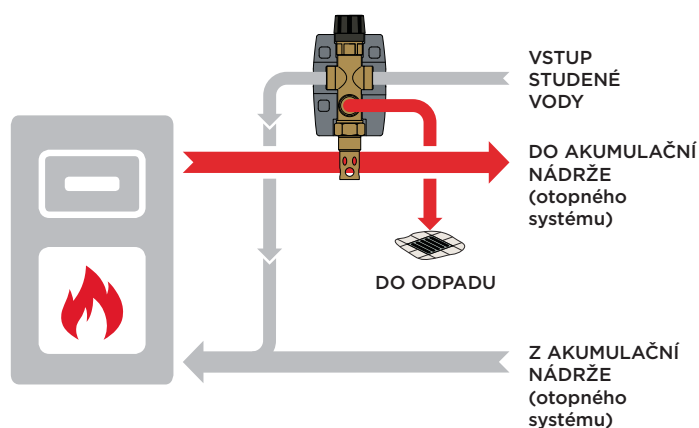 VSTUP
STUDENÉ
VODY
DO AKUMULAČNÍ
NÁDRŽE
(otopného
systému)
DO ODPADU
Z AKUMULAČNÍ
NÁDRŽE
(otopného
systému)